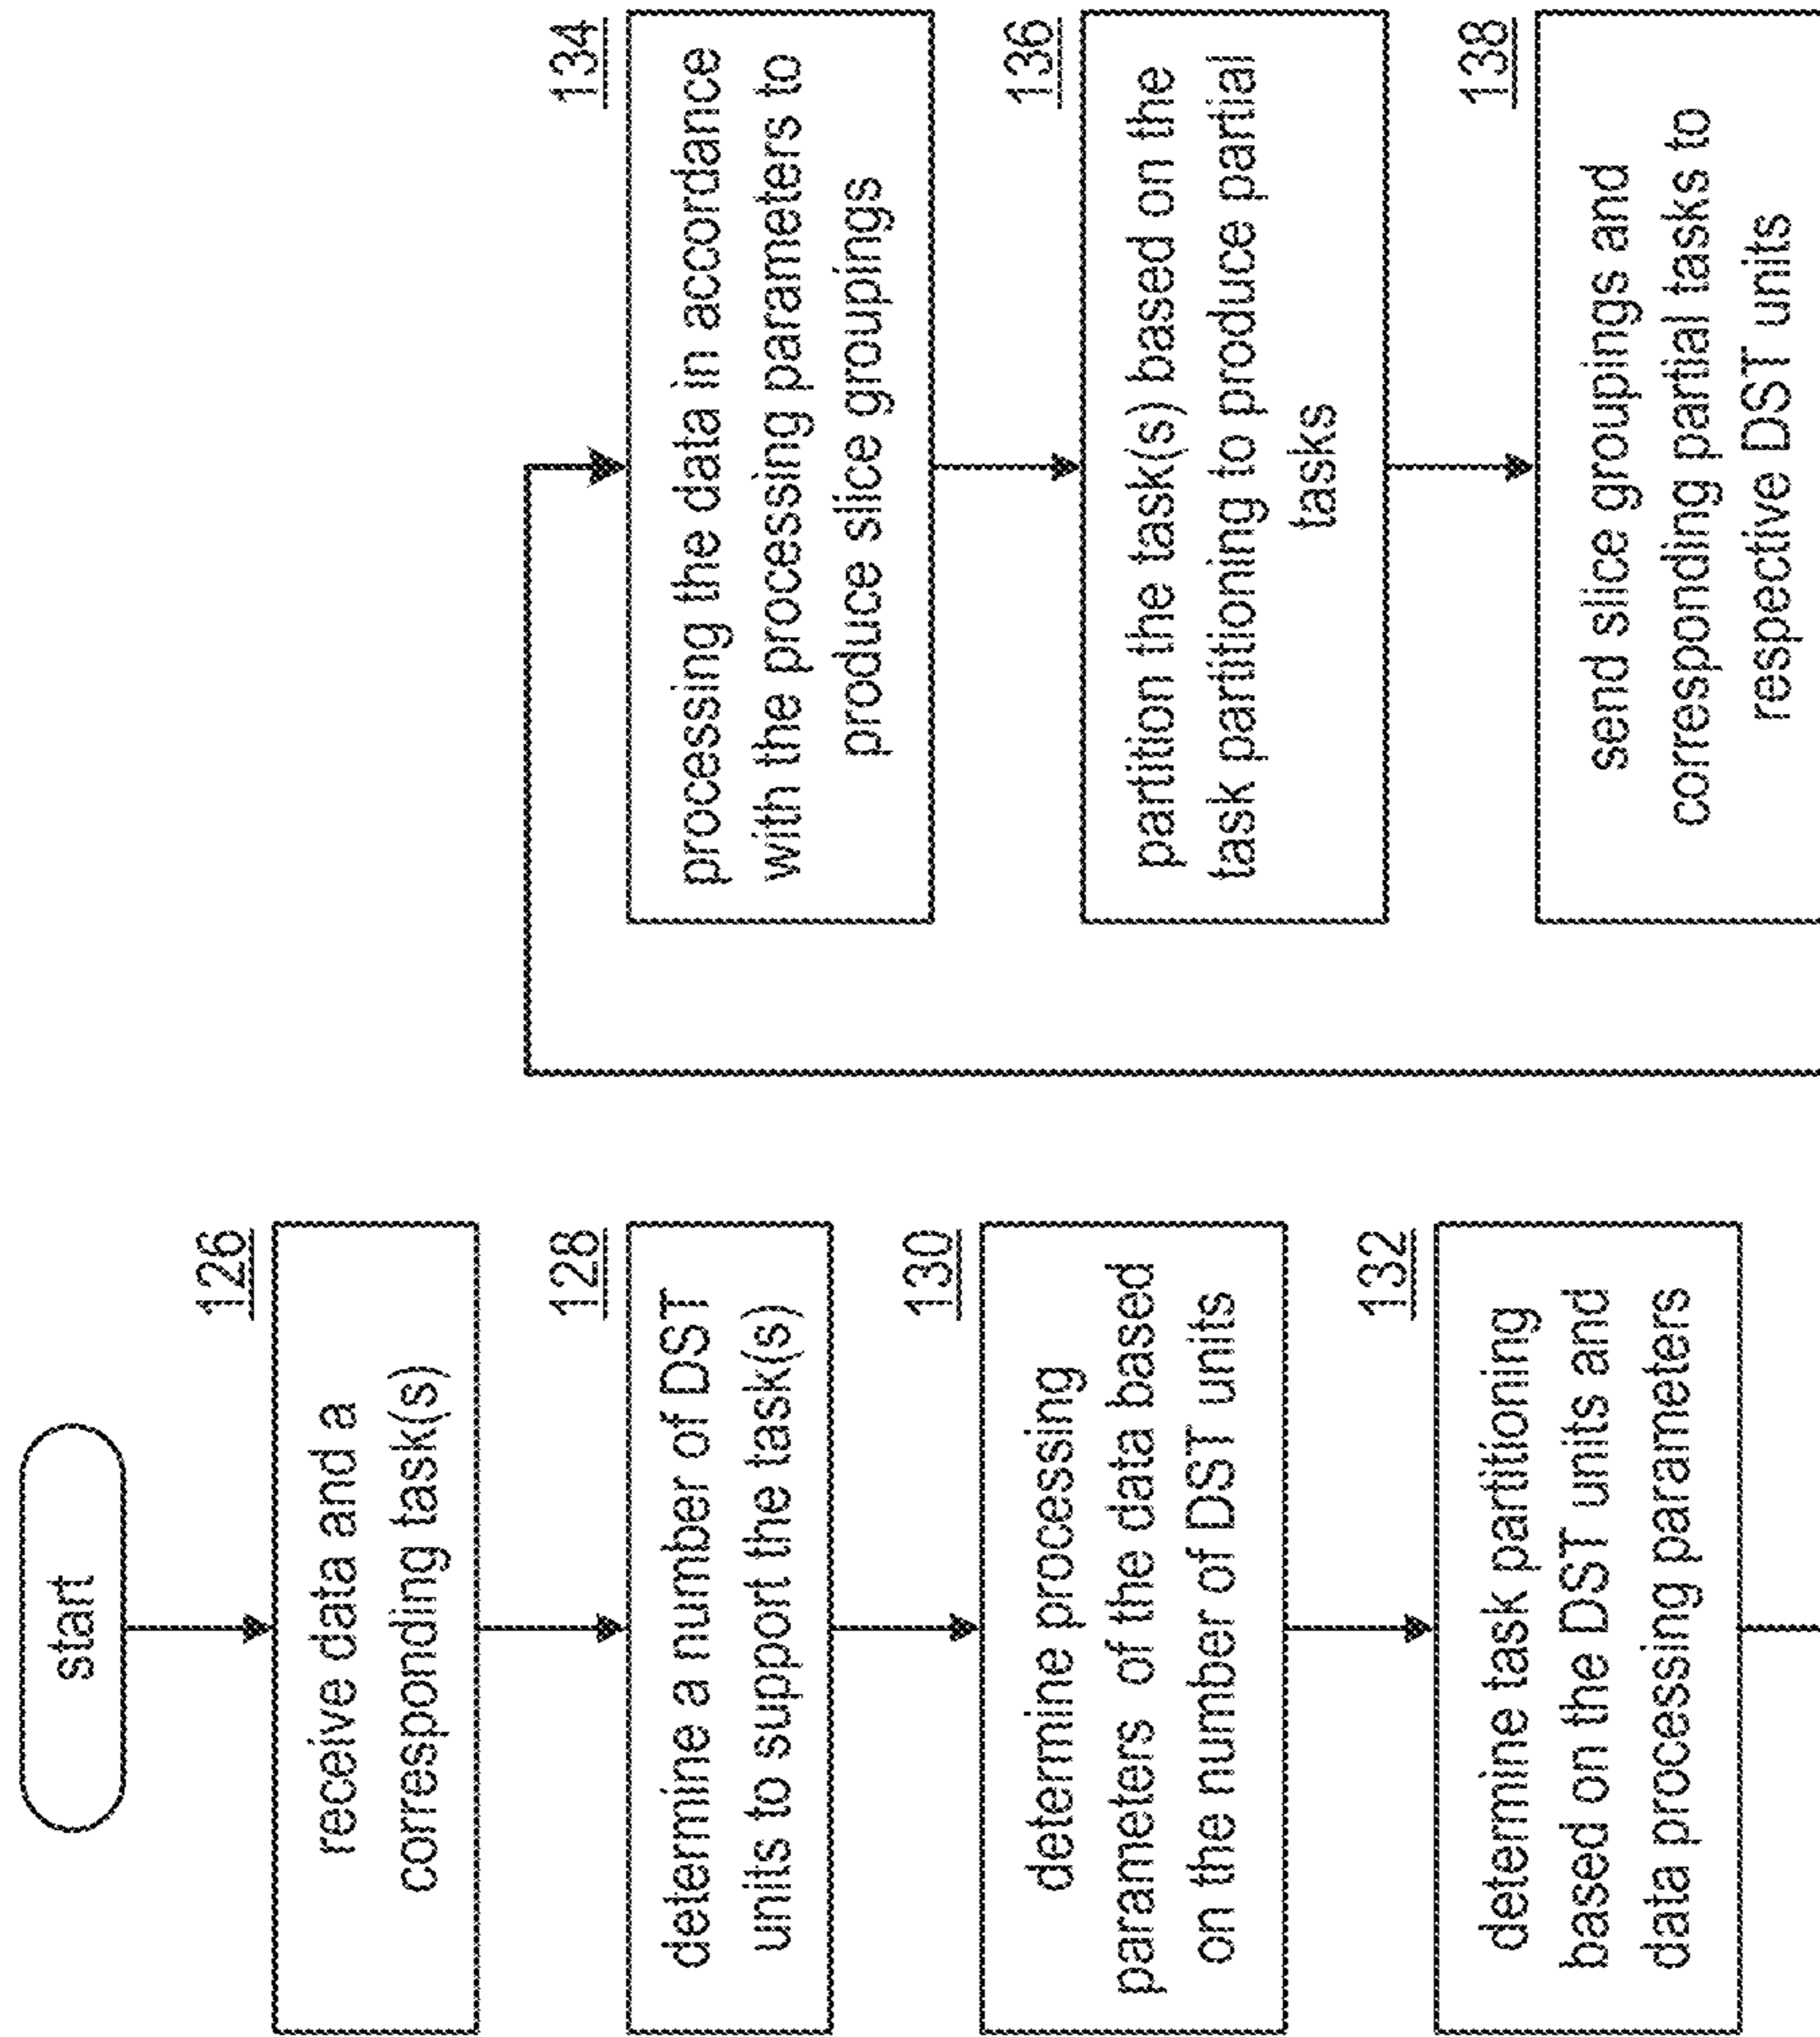 start
126
receive data and a
corresponding task(s)
128
determine a number of DST
units to support the task(s)
130
determine processing
parameters of the data based
on the number of DST units
132
determine task partitioning
based on the DST units and
data processing parameters
134
processing the data in accordance
with the processing parameters to
produce slice groupings
136
partition the task(s) based on the
task partitioning to produce partial
tasks
138
send slice groupings and
corresponding partial tasks to
respective DST units